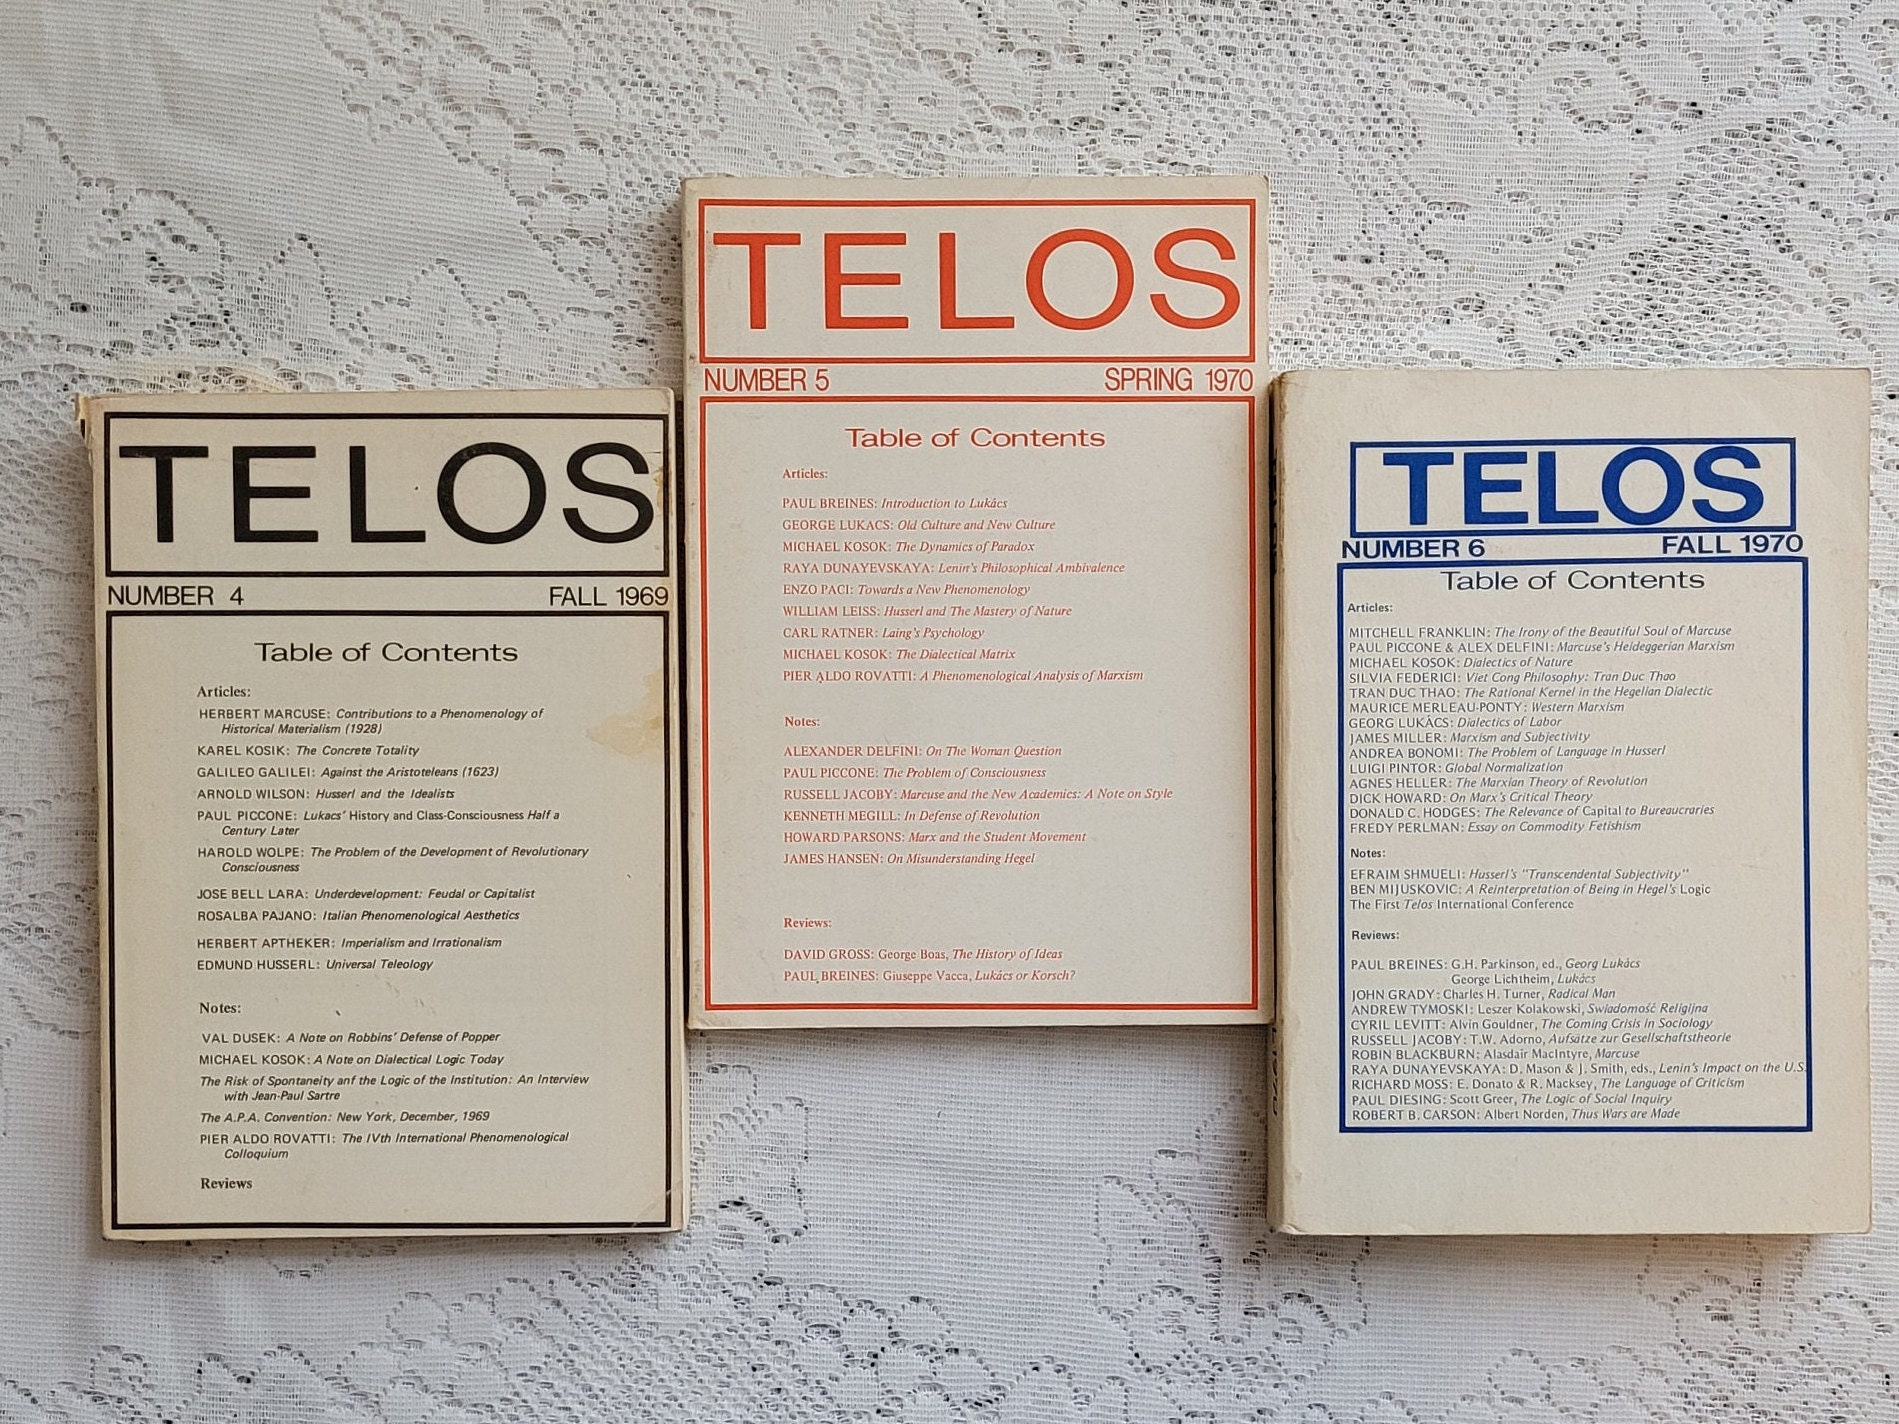 TELOS
NUMBER 4 FALL 1969
Table of Contents
Articles:
HERBERT MARCUSE: Contributions to a Phenomenology of
Historical Materialism (1928)
KAREL KOSIK: The Concrete Totality
GALILEO GALILEI: Against the Aristoteleans (1623)
ARNOLD WILSON: Husserl and the Idealists
PAUL PICCONE: Lukacs' History and Class-Consciousness Half a
Century Later
HAROLD WOLPE: The Problem of the Development of Revolutionary
Consciousness
JOSE BELL LARA: Underdevelopment: Feudal or Capitalist
ROSALBA PAJANO: Italian Phenomenological Aesthetics
HERBERT APTHEKER: Imperialism and Irrationalism
EDMUND HUSSERL: Universal Teleology
Notes:
VAL DUSEK: A Note on Robbins' Defense of Popper
MICHAEL KOSOK: A Note on Dialectical Logic Today
The Risk of Spontaneity anf the Logic of the Institution: An Interview
with Jean-Paul Sartre
The A.P.A. Convention: New York, December, 1969
PIER ALDO ROVATTI: The IVth International Phenomenological
Colloquium
Reviews
TELOS
NUMBER 5 SPRING 1970
Table of Contents
Articles:
PAUL BREINES: Introduction to Lukács
GEORGE LUKACS: Old Culture and New Culture
MICHAEL KOSOK: The Dynamics of Paradox
RAYA DUNAYEVSKAYA: Lenin's Philosophical Ambivalence
ENZO PACI: Towards a New Phenomenology
WILLIAM LEISS: Husserl and The Mastery of Nature
CARL RATNER: Laing's Psychology
MICHAEL KOSOK: The Dialectical Matrix
PIER ALDO ROVATTI: A Phenomenological Analysis of Marxism
Notes:
ALEXANDER DELFINI: On The Woman Question
PAUL PICCONE: The Problem of Consciousness
RUSSELL JACOBY: Marcuse and the New Academics: A Note on Style
KENNETH MEGILL: In Defense of Revolution
HOWARD PARSONS: Marx and the Student Movement
JAMES HANSEN: On Misunderstanding Hegel
Reviews:
DAVID GROSS: George Boas, The History of Ideas
PAUL BREINES: Giuseppe Vacca, Lukács or Korsch?
TELOS
NUMBER 6 FALL 1970
Table of Contents
Articles:
MITCHELL FRANKLIN: The Irony of the Beautiful Soul of Marcuse
PAUL PICCONE & ALEX DELFINI: Marcuse's Heideggerian Marxism
MICHAEL KOSOK: Dialectics of Nature
SILVIA FEDERICI: Viet Cong Philosophy: Tran Duc Thao
TRAN DUC THAO: The Rational Kernel in the Hegelian Dialectic
MAURICE MERLEAU-PONTY: Western Marxism
GEORG LUKÀCS: Dialectics of Labor
JAMES MILLER: Marxism and Subjectivity
ANDREA BONOMI: The Problem of Language in Husserl
LUIGI PINTOR: Global Normalization
AGNES HELLER: The Marxian Theory of Revolution
DICK HOWARD: On Marx's Critical Theory
DONALD C. HODGES: The Relevance of Capital to Bureaucraries
FREDY PERLMAN: Essay on Commodity Fetishism
Notes:
EFRAIM SHMUELI: Husserl's "Transcendental Subjectivity"
BEN MIJUSKOVIC: A Reinterpretation of Being in Hegel's Logic
The First Telos International Conference
Reviews:
PAUL BREINES: G.H. Parkinson, ed., Georg Lukàcs
George Lichtheim, Lukàcs
JOHN GRADY: Charles H. Turner, Radical Man
ANDREW TYMOSKI: Leszer Kolakowski, Swiadomość Religijna
CYRIL LEVITT: Alvin Gouldner, The Coming Crisis in Sociology
RUSSELL JACOBY: T.W. Adorno, Aufsätze zur Gesellschaftstheorie
ROBIN BLACKBURN: Alasdair MacIntyre, Marcuse
RAYA DUNAYEVSKAYA: D. Mason & J. Smith, eds., Lenin's Impact on the U.S.
RICHARD MOSS: E. Donato & R. Macksey, The Language of Criticism
PAUL DIESING: Scott Greer, The Logic of Social Inquiry
ROBERT B. CARSON: Albert Norden, Thus Wars are Made